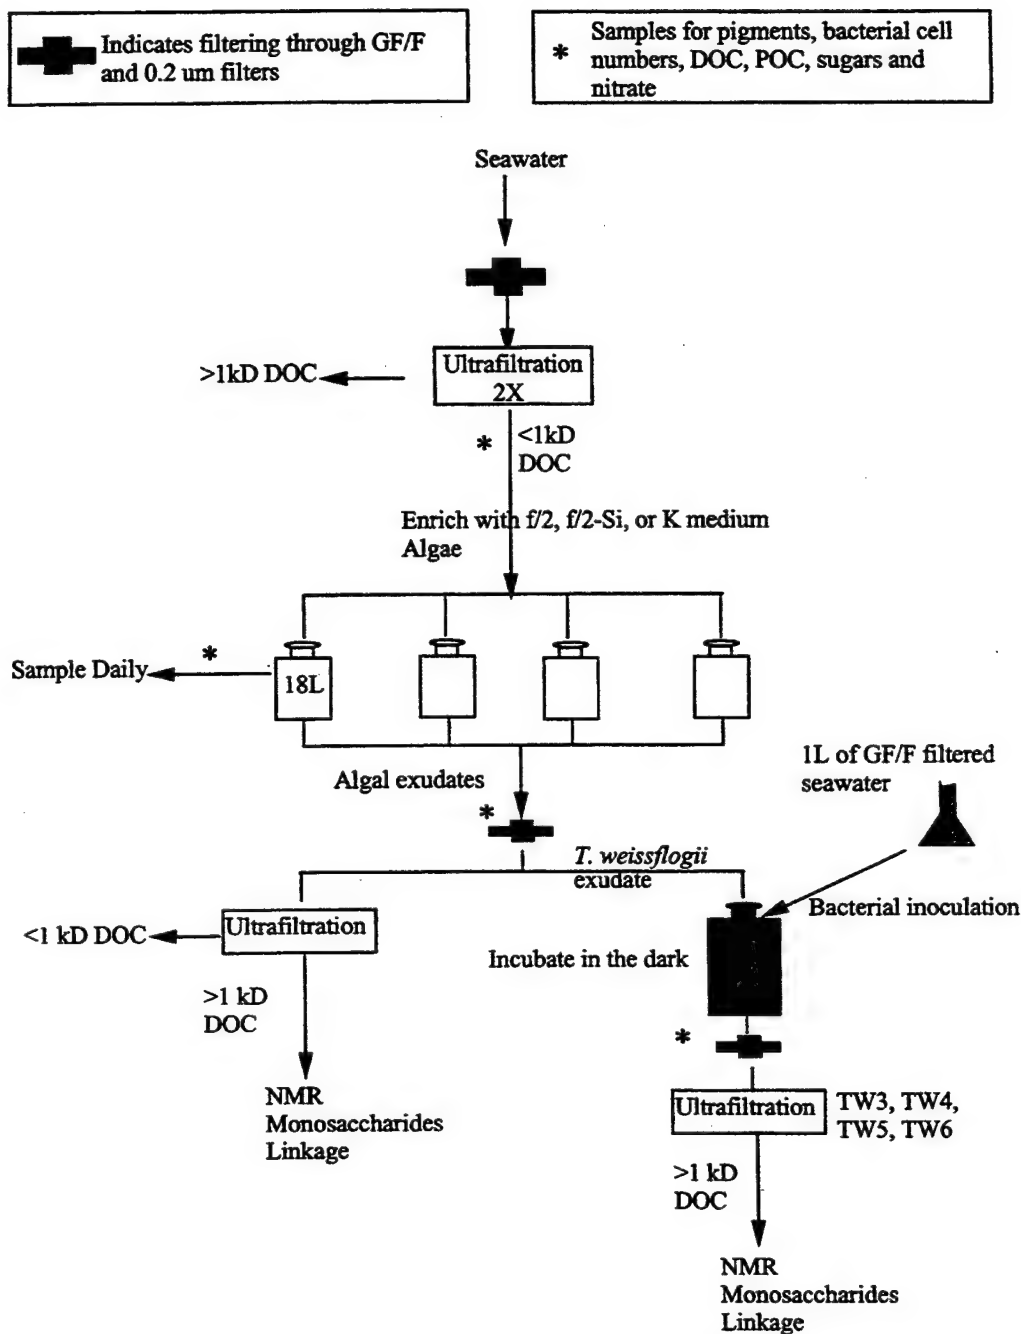 Indicates filtering through GF/F
and 0.2 um filters
* Samples for pigments, bacterial cell
numbers, DOC, POC, sugars and
nitrate
Seawater
Ultrafiltration
2X
>1kD DOC
*
<1kD
DOC
Enrich with f/2, f/2-Si, or K medium
Algae
Sample Daily
*
18L
1L of GF/F filtered
seawater
Algal exudates
*
T. weissflogii
exudate
Bacterial inoculation
<1 kD DOC
Ultrafiltration
Incubate in the dark
>1 kD
DOC
*
NMR
Monosaccharides
Linkage
Ultrafiltration
TW3, TW4,
TW5, TW6
>1 kD
DOC
NMR
Monosaccharides
Linkage